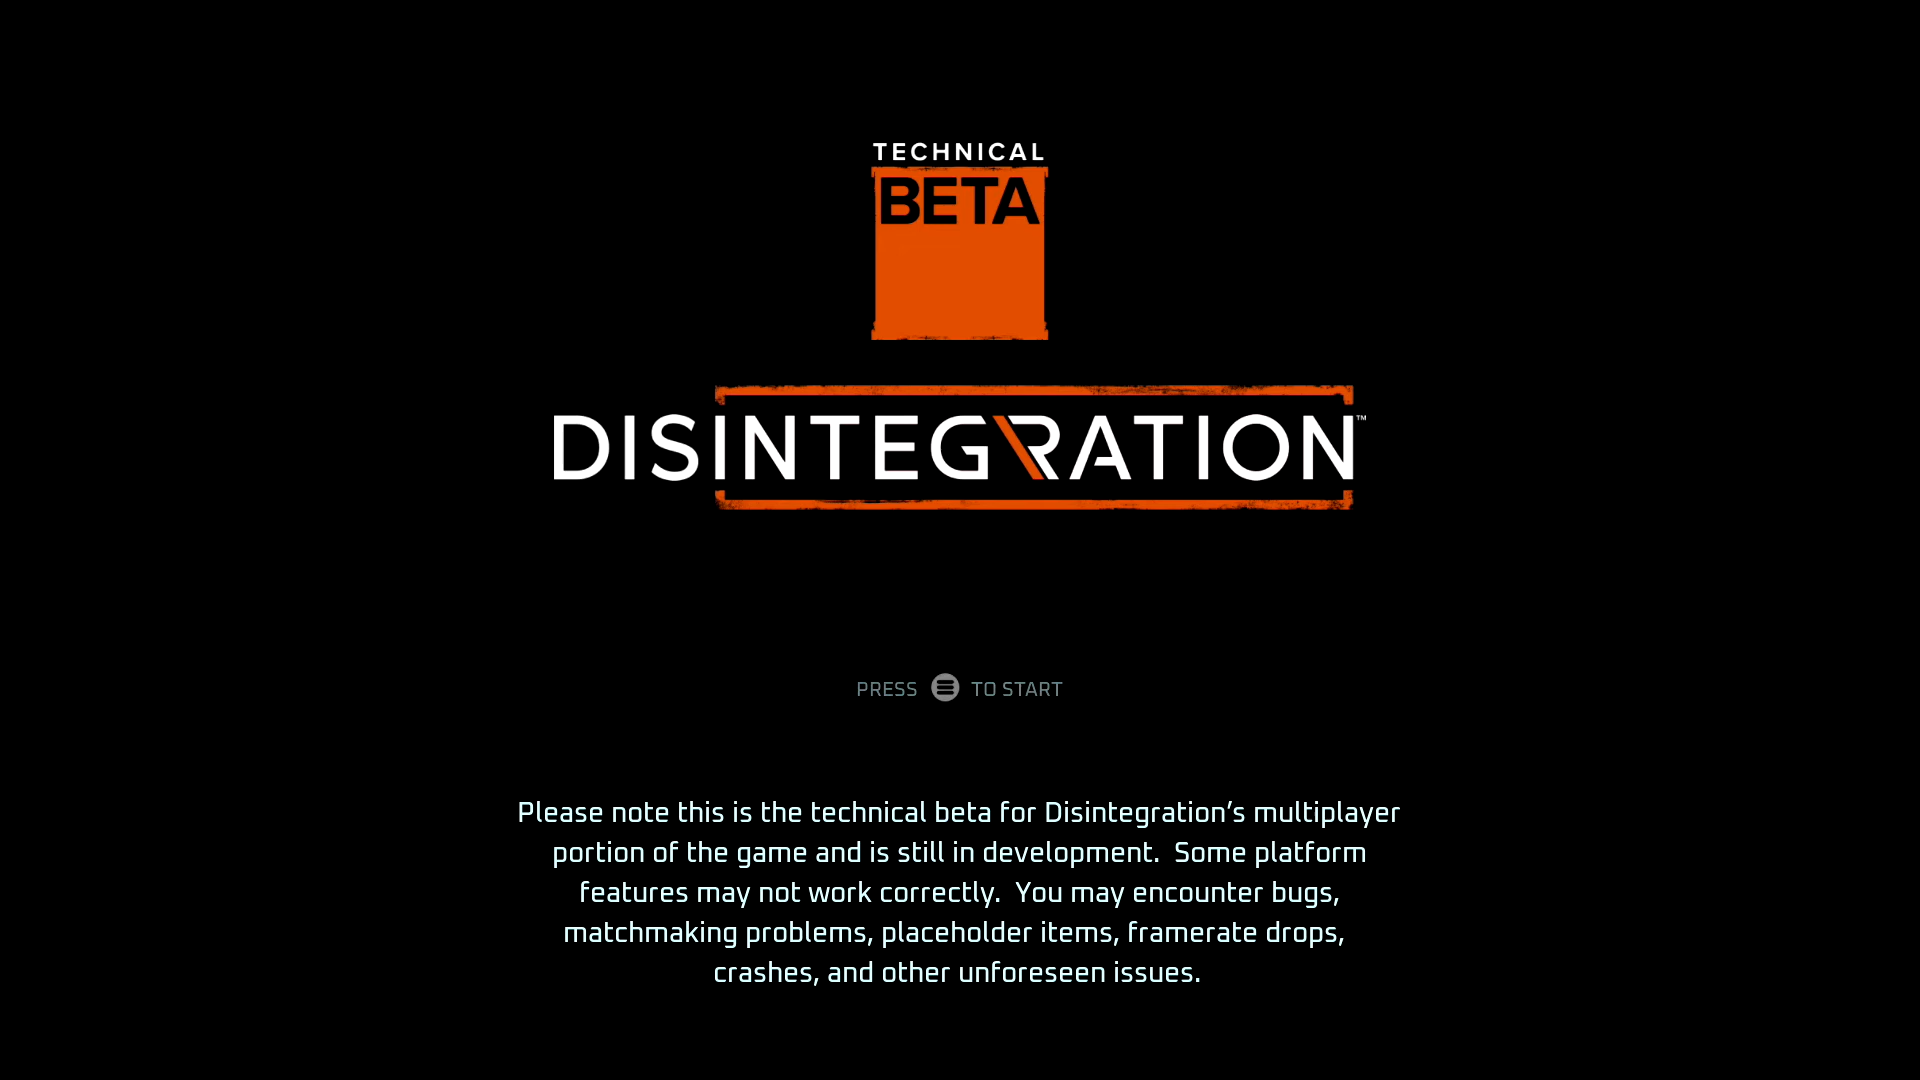 TECHNICAL
BETA
DISINTEGRATION™
PRESS TO START
Please note this is the technical beta for Disintegration’s multiplayer
portion of the game and is still in development.  Some platform
features may not work correctly.  You may encounter bugs,
matchmaking problems, placeholder items, framerate drops,
crashes, and other unforeseen issues.